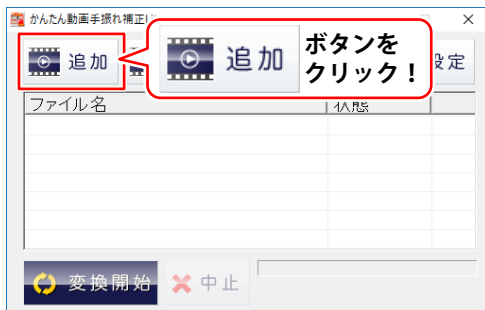 かんたん動画手振れ補正
追加
追加
ボタンを
クリック！
設定
ファイル名
状態
変換開始
中止